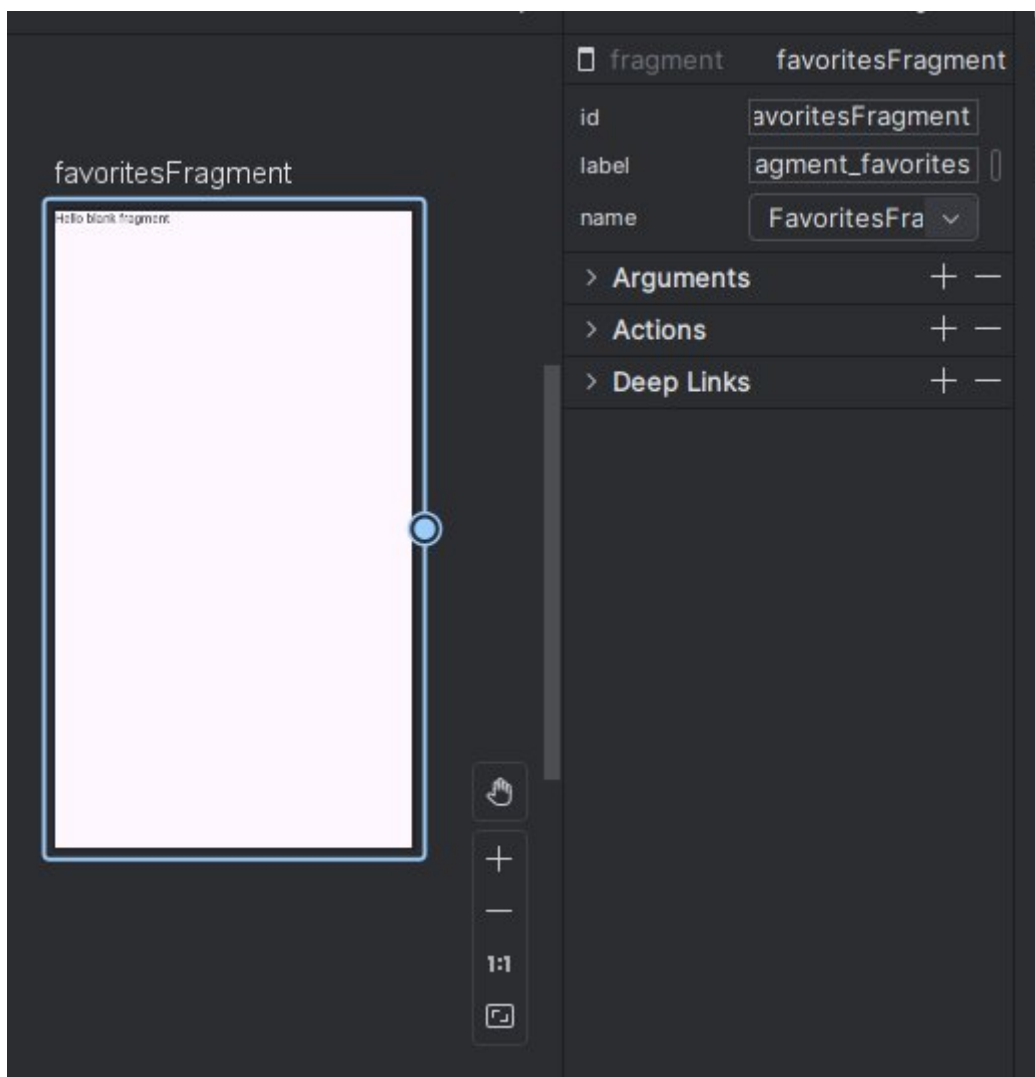 fragment favoritesFragment
id avoritesFragment
label agment_favorites
name FavoritesFra
favoritesFragment
Hello blank fragment
Arguments
Actions
Deep Links
1:1